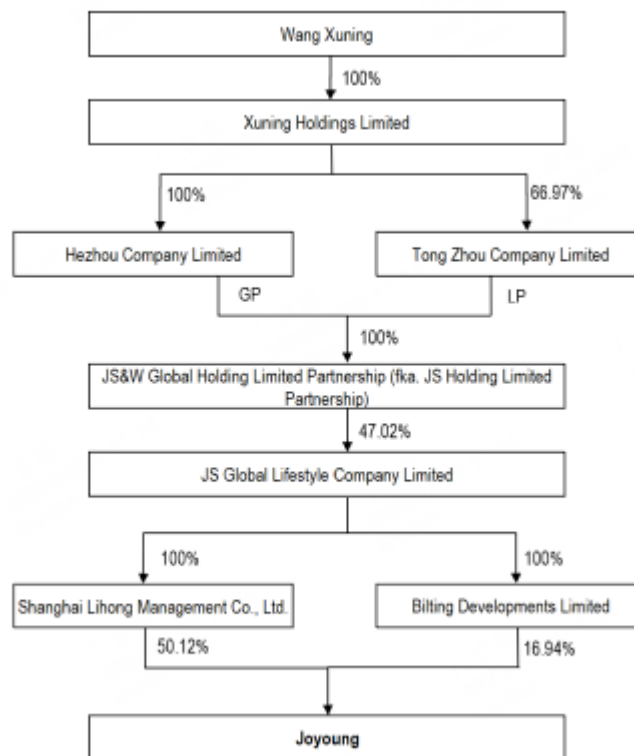 Wang Xuning
100%
Xuning Holdings Limited
100%
66.97%
Hezhou Company Limited
Tong Zhou Company Limited
GP
LP
100%
JS&W Global Holding Limited Partnership (fka. JS Holding Limited
Partnership)
47.02%
JS Global Lifestyle Company Limited
100%
100%
Shanghai Lihong Management Co., Ltd.
Bilting Developments Limited
50.12%
16.94%
Joyoung